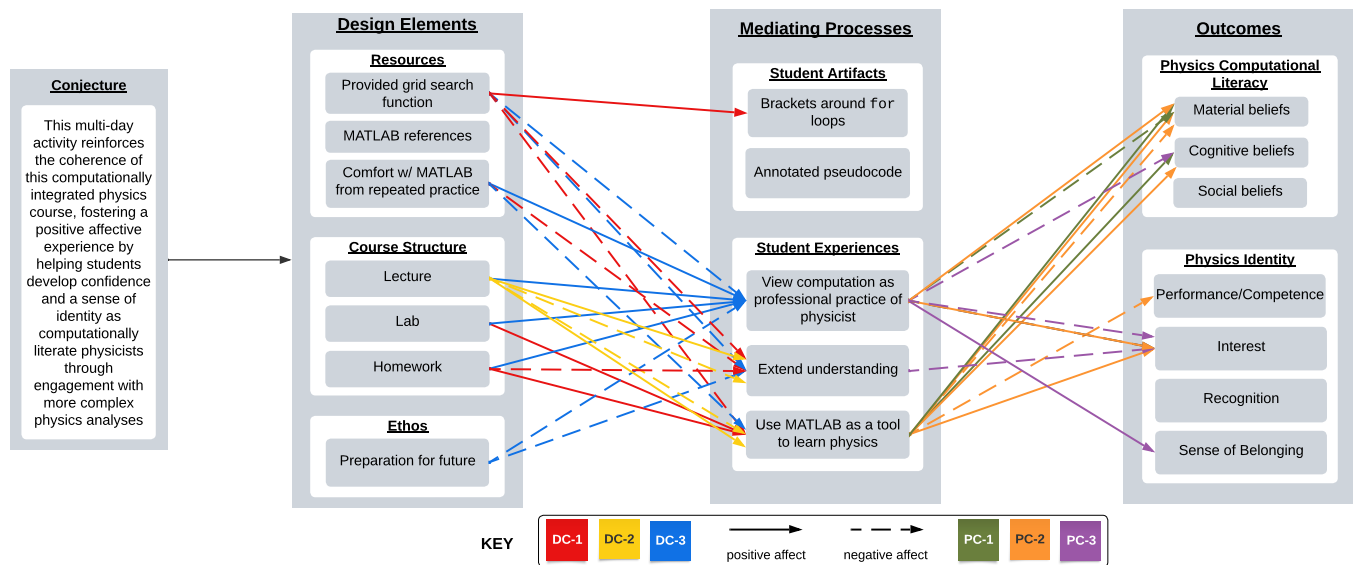 Conjecture
This multi-day
activity reinforces
the coherence of
this computationally
integrated physics
course, fostering a
positive affective
experience by
helping students
develop confidence
and a sense of
identity as
computationally
literate physicists
through
engagement with
more complex
physics analyses
Design Elements
Resources
Provided grid search
function
MATLAB references
Comfort w/ MATLAB
from repeated practice
Course Structure
Lecture
Lab
Homework
Ethos
Preparation for future
Mediating Processes
Student Artifacts
Brackets around for
loops
Annotated pseudocode
Student Experiences
View computation as
professional practice of
physicist
Extend understanding
Use MATLAB as a tool
to learn physics
Outcomes
Physics Computational
Literacy
Material beliefs
Cognitive beliefs
Social beliefs
Physics Identity
Performance/Competence
Interest
Recognition
Sense of Belonging
KEY
DC-1
DC-2
DC-3
positive affect
negative affect
PC-1
PC-2
PC-3